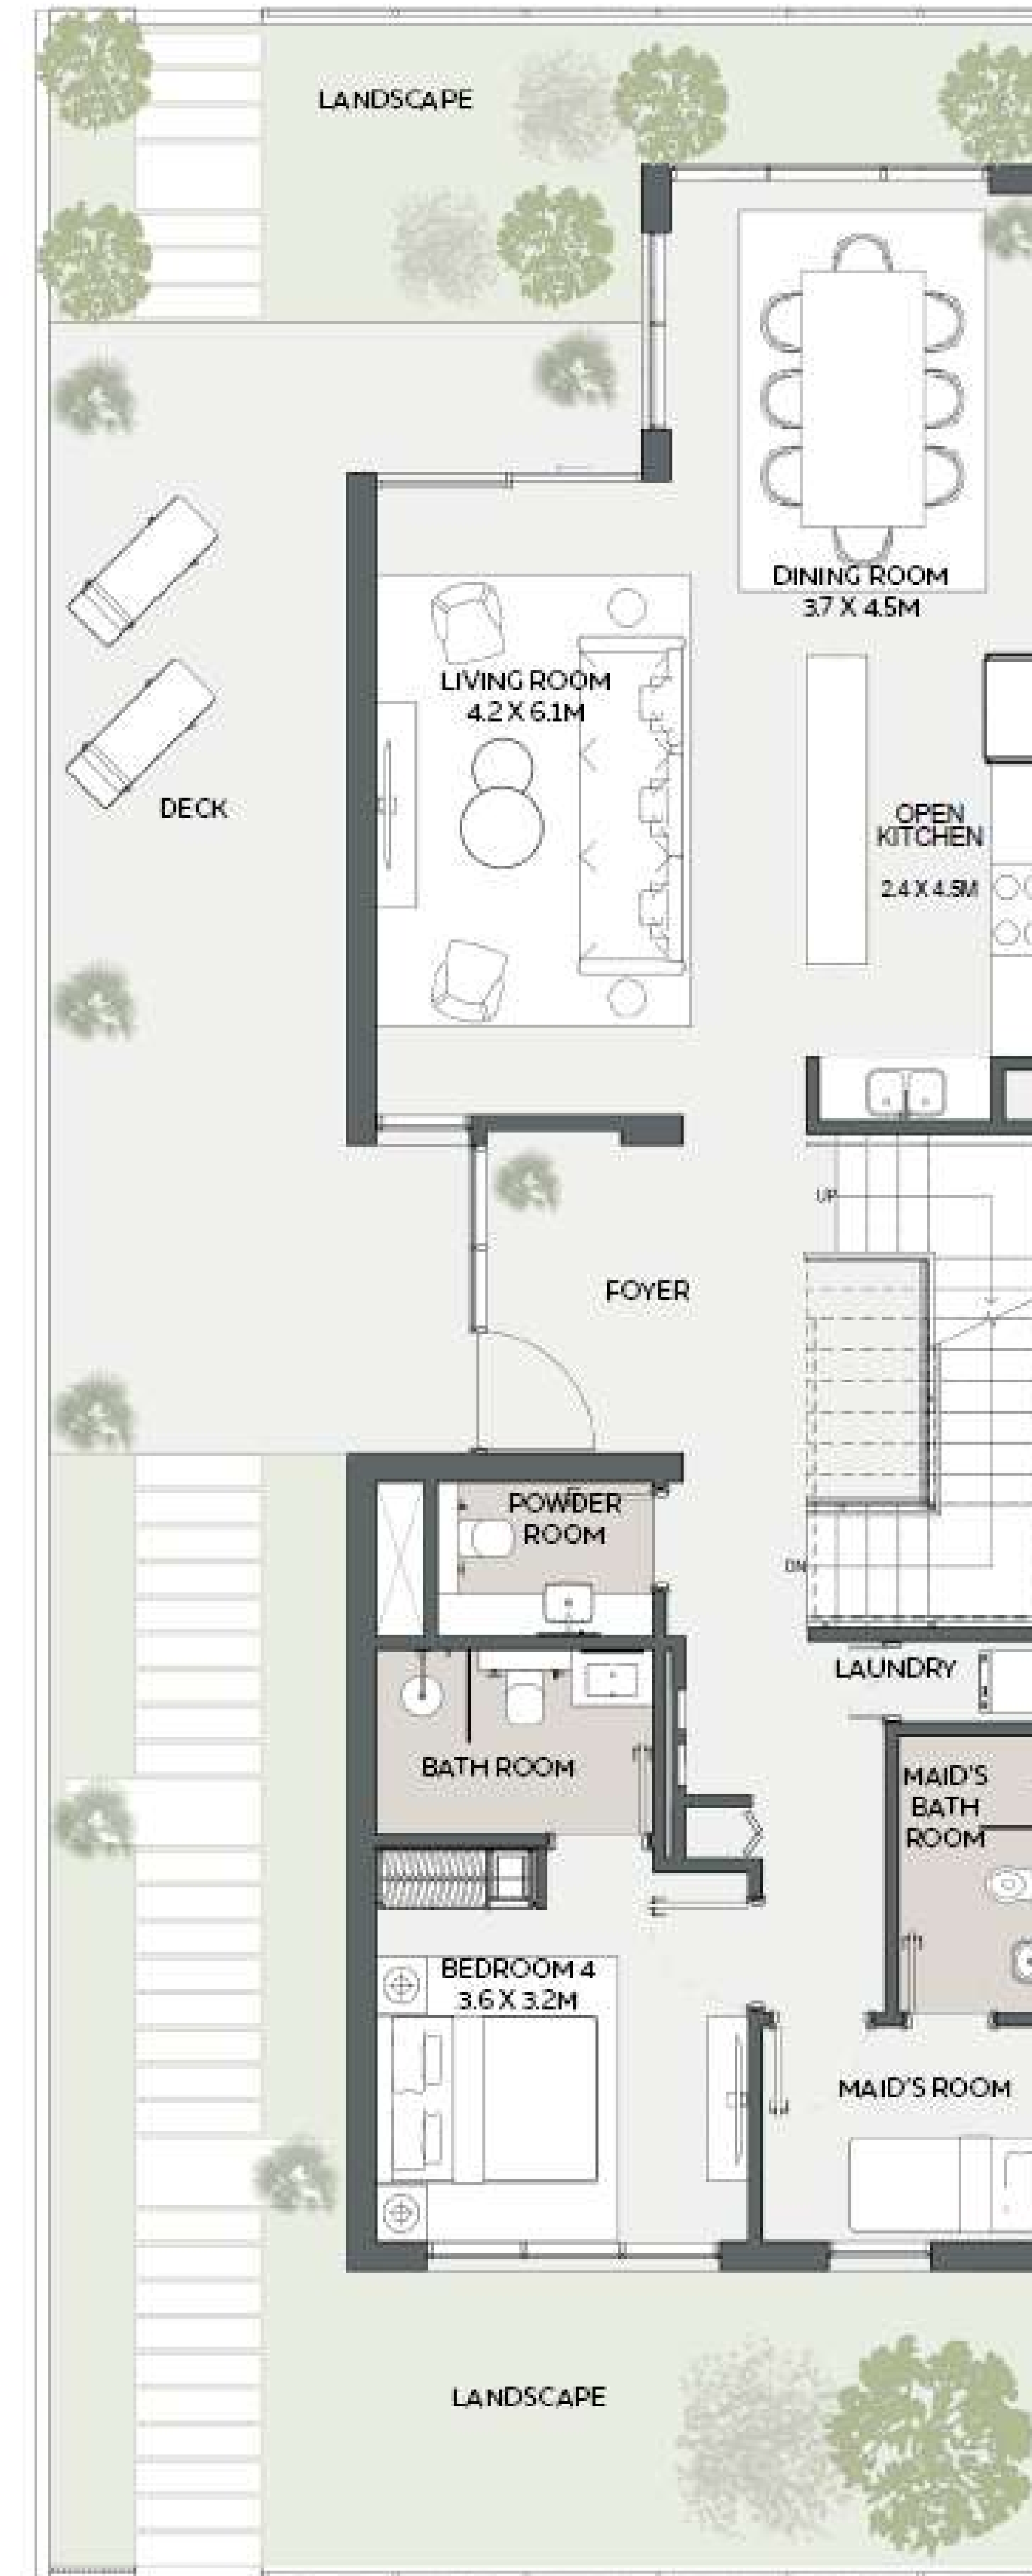 LANDSCAPE
DINING ROOM
3.7 X 4.5M
LIVING ROOM
4.2 X 6.1M
DECK
OPEN
KITCHEN
2.4 X 4.5M
UP
FOYER
POWDER
ROOM
DN
LAUNDRY
BATH ROOM
MAID'S
BATH
ROOM
BEDROOM 4
3.6 X 3.2M
MAID'S ROOM
LANDSCAPE